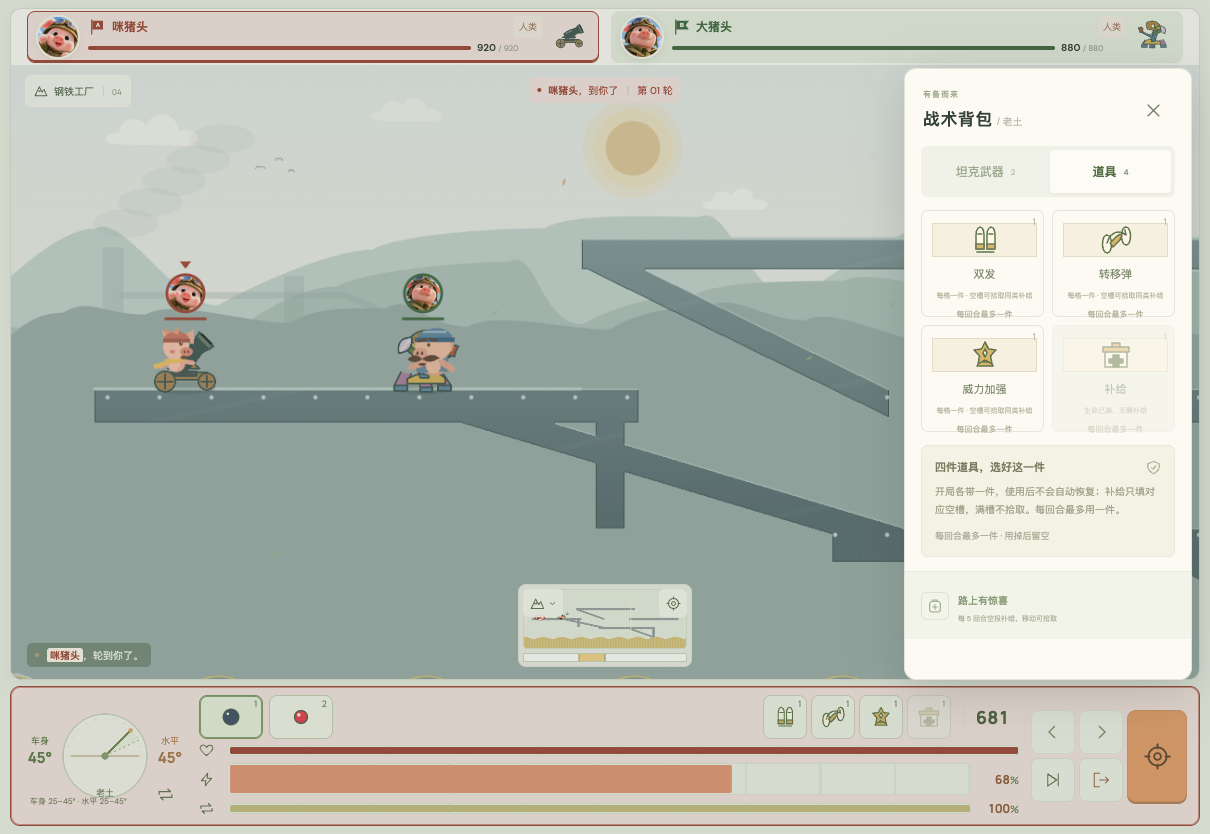 咪猪头
人类
920 / 920
大猪头
人类
880 / 880
钢铁工厂 04
咪猪头，到你了 第 01 轮
有备而来
战术背包 / 老土
坦克武器 2
道具 4
1
双发
每格一件 · 空槽可拾取同类补给
每回合最多一件
1
转移弹
每格一件 · 空槽可拾取同类补给
每回合最多一件
1
威力加强
每格一件 · 空槽可拾取同类补给
每回合最多一件
1
补给
生命已满，无需补给
每回合最多一件
四件道具，选好这一件
开局各带一件，使用后不会自动恢复；补给只填对
应空槽，满槽不拾取。每回合最多用一件。
每回合最多一件 · 用掉后留空
路上有惊喜
每 5 回合空投补给，移动可拾取
咪猪头，轮到你了。
车身
45°
水平
45°
老土
车身 25–45° · 水平 25–45°
1
2
1
1
1
1
681
68%
100%